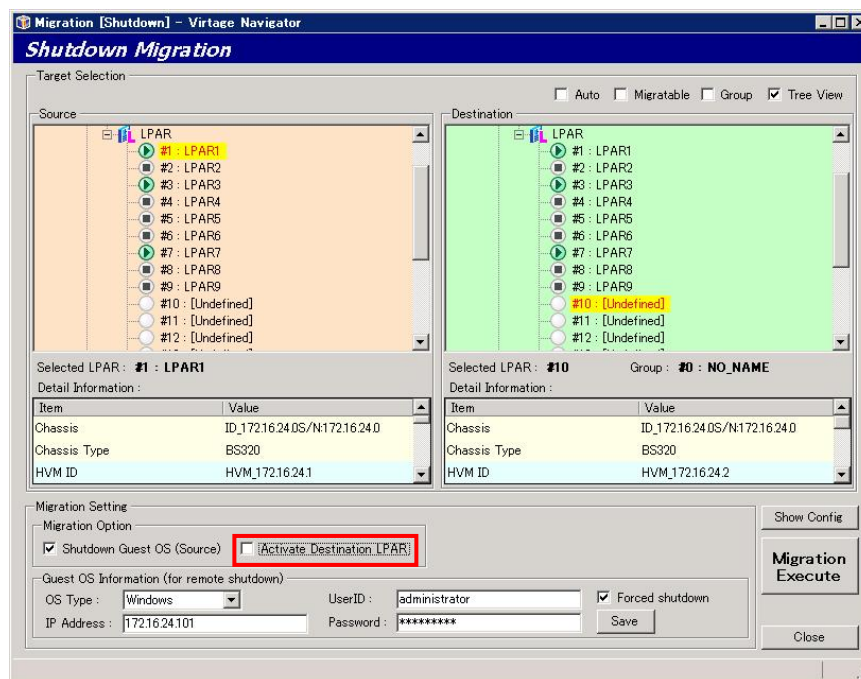 Migration [Shutdown] - Virtage Navigator
Shutdown Migration
Target Selection
Auto Migratable Group Tree View
Source
LPAR
#1 : LPAR1
#2 : LPAR2
#3 : LPAR3
#4 : LPAR4
#5 : LPAR5
#6 : LPAR6
#7 : LPAR7
#8 : LPAR8
#9 : LPAR9
#10 : [Undefined]
#11 : [Undefined]
#12 : [Undefined]
Selected LPAR : #1 : LPAR1
Detail Information :
Item Value
Chassis ID_172.16.24.0S/N:172.16.24.0
Chassis Type BS320
HVM ID HVM_172.16.24.1
Destination
LPAR
#1 : LPAR1
#2 : LPAR2
#3 : LPAR3
#4 : LPAR4
#5 : LPAR5
#6 : LPAR6
#7 : LPAR7
#8 : LPAR8
#9 : LPAR9
#10 : [Undefined]
#11 : [Undefined]
#12 : [Undefined]
Selected LPAR : #10 Group : #0 : NO_NAME
Detail Information :
Item Value
Chassis ID_172.16.24.0S/N:172.16.24.0
Chassis Type BS320
HVM ID HVM_172.16.24.2
Migration Setting
Migration Option
Shutdown Guest OS (Source) Activate Destination LPAR
Guest OS Information (for remote shutdown)
OS Type : Windows UserID : administrator Forced shutdown
IP Address : 172.16.24.101 Password : ********* Save
Show Config
Migration
Execute
Close